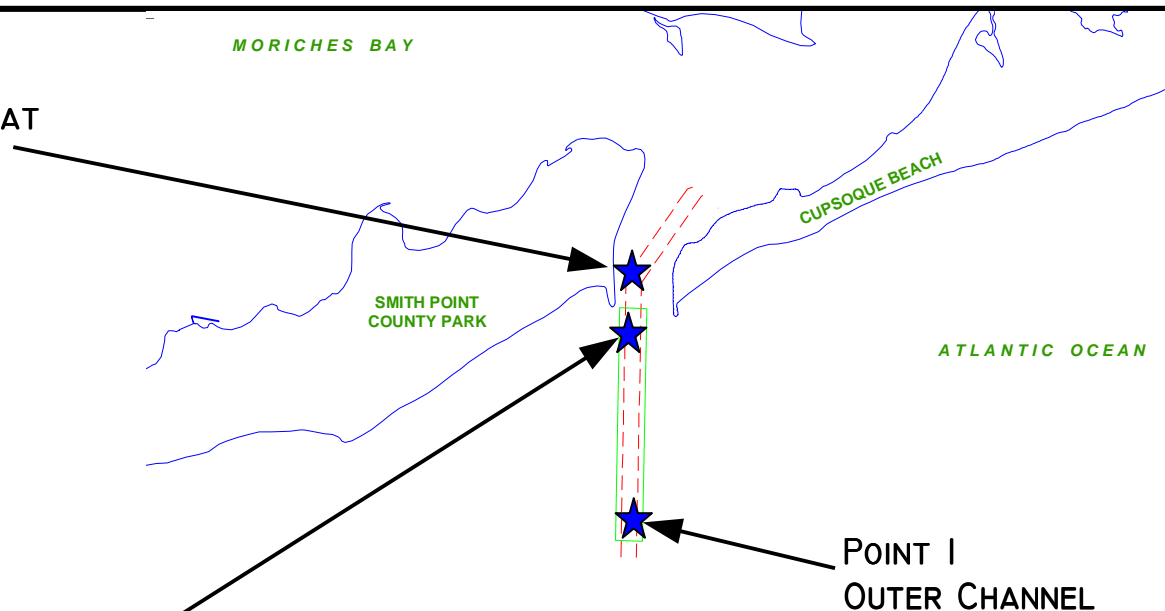 MORICHES BAY
AT
CUPSOQUE BEACH
SMITH POINT
COUNTY PARK
ATLANTIC OCEAN
POINT 1
OUTER CHANNEL